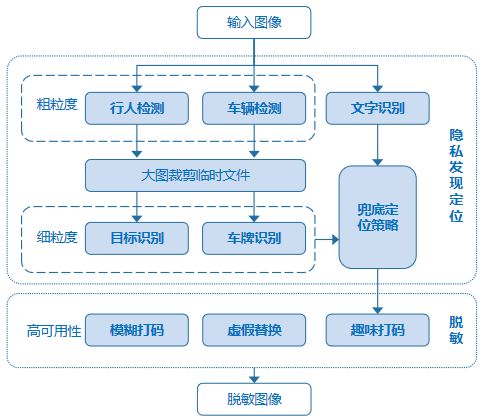 输入图像
粗粒度
行人检测
车辆检测
文字识别
大图裁剪临时文件
细粒度
目标识别
车牌识别
兜底定
位策略
隐私发现定位
高可用性
模糊打码
虚假替换
趣味打码
脱敏
脱敏图像